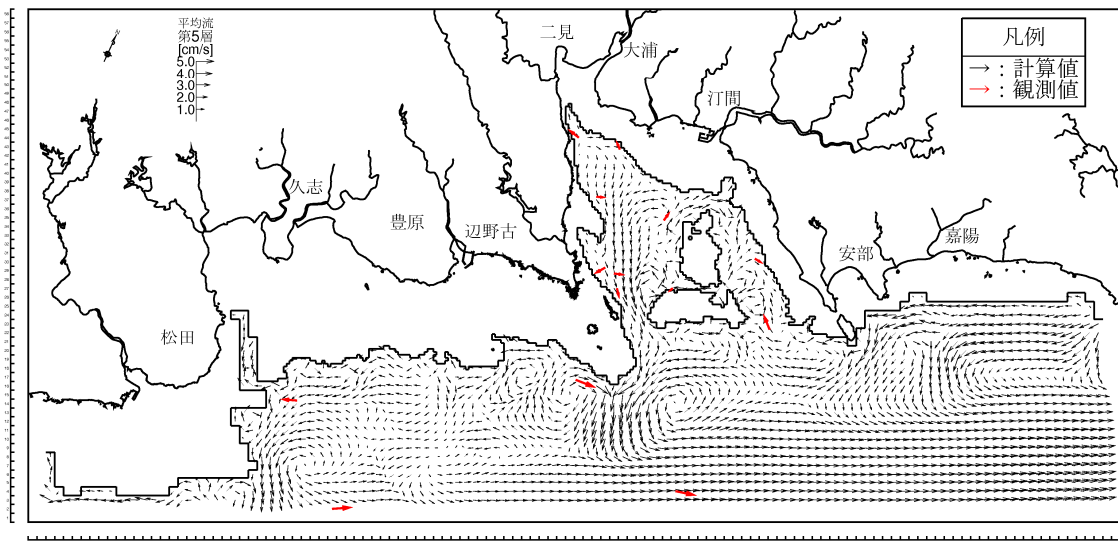 平均流
第5層
[cm/s]
5.0
4.0
3.0
2.0
1.0
N
二見
大浦
汀間
凡例
→ : 計算値
→ : 観測値
久志
豊原
辺野古
安部
嘉陽
松田